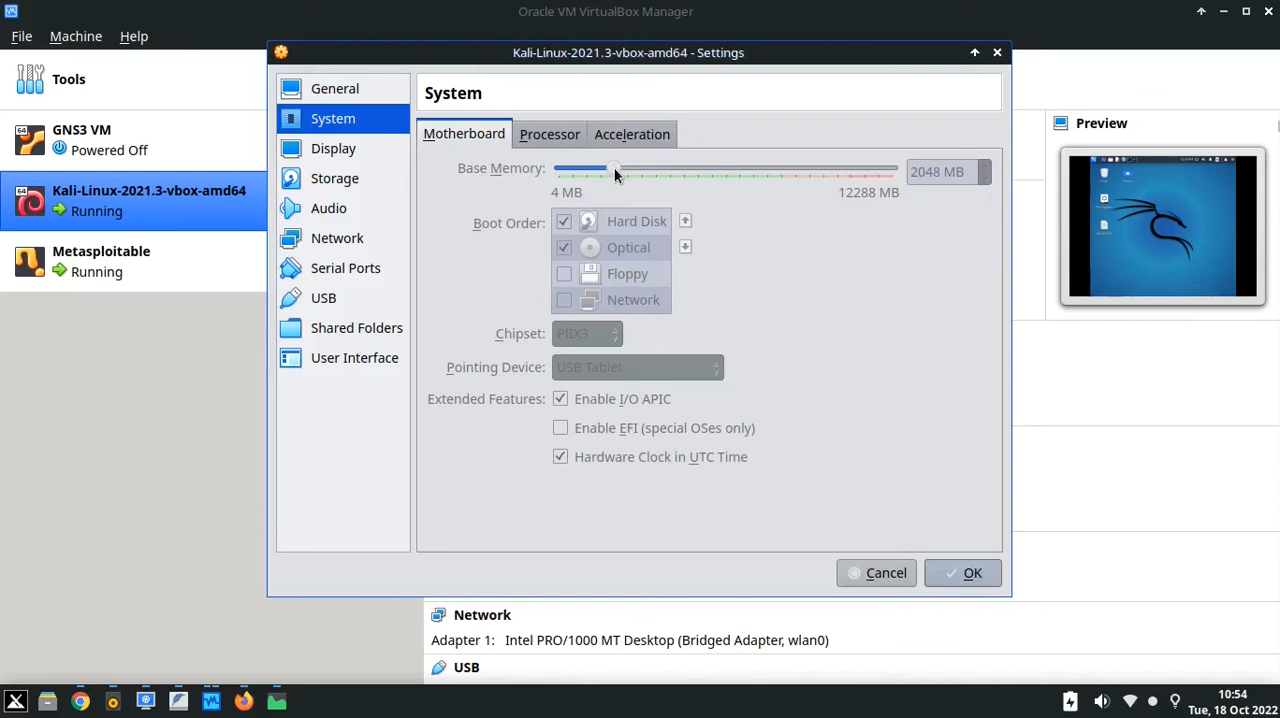 Oracle VM VirtualBox Manager
File Machine Help
Kali-Linux-2021.3-vbox-amd64 - Settings
Tools
64
GNS3 VM
Powered Off
64
Kali-Linux-2021.3-vbox-amd64
Running
64
Metasploitable
Running
General
System
Display
Storage
Audio
Network
Serial Ports
USB
Shared Folders
User Interface
System
Motherboard Processor Acceleration
Base Memory: 2048 MB
4 MB 12288 MB
Boot Order: Hard Disk
Optical
Floppy
Network
Chipset: PIIX3
Pointing Device: USB Tablet
Extended Features: Enable I/O APIC
Enable EFI (special OSes only)
Hardware Clock in UTC Time
Cancel OK
Preview
Network
Adapter 1: Intel PRO/1000 MT Desktop (Bridged Adapter, wlan0)
USB
10:54
Tue, 18 Oct 2022